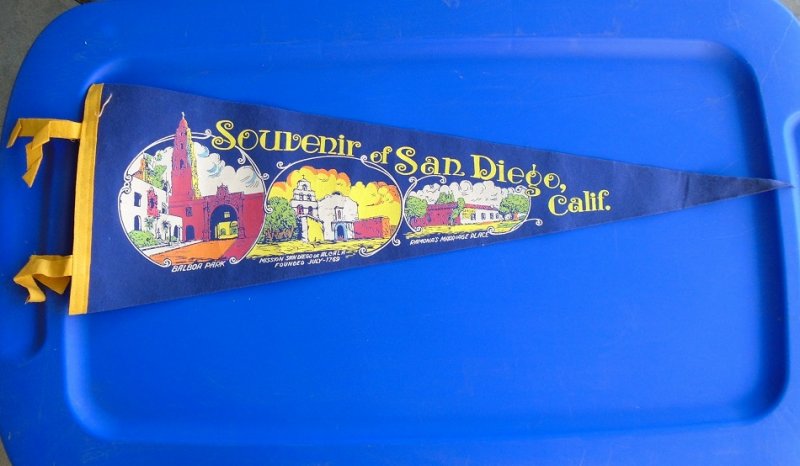 Souvenir of San Diego, Calif.
BALBOA PARK
MISSION SAN DIEGO DE ALCALA
FOUNDED JULY-1769
RAMONA'S MARRIAGE PLACE